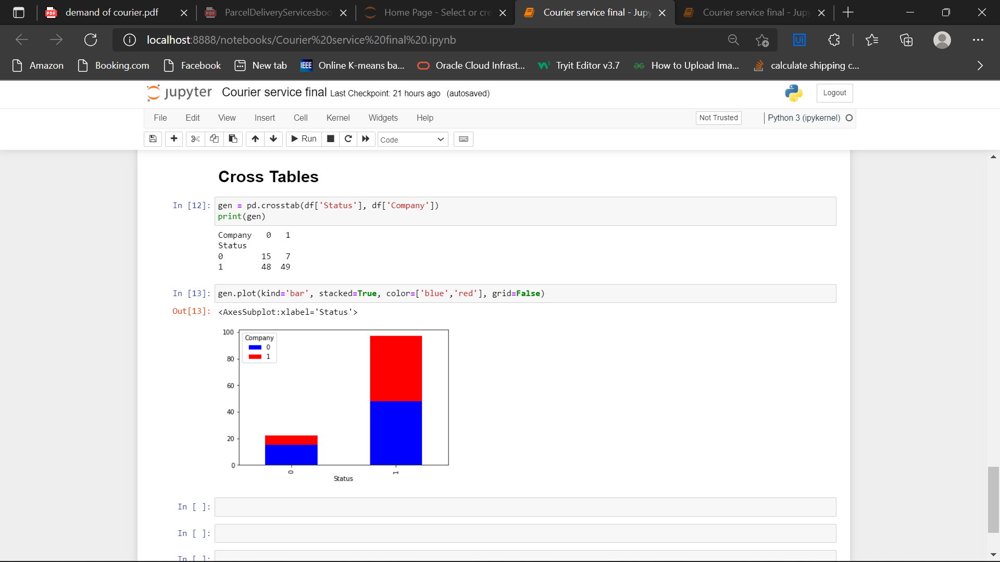 demand of courier.pdf
ParcelDeliveryServicesboo
Home Page - Select or cre
Courier service final - Jupy
Courier service final - Jupy
localhost:8888/notebooks/Courier%20service%20final%20.ipynb
Amazon
Booking.com
Facebook
New tab
IEEE Online K-means ba...
Oracle Cloud Infrast...
Tryit Editor v3.7
How to Upload Ima...
calculate shipping c...
jupyter Courier service final Last Checkpoint: 21 hours ago (autosaved)
Logout
File Edit View Insert Cell Kernel Widgets Help
Not Trusted
Python 3 (ipykernel)
Run
Code
Cross Tables
In [12]: gen = pd.crosstab(df['Status'], df['Company'])
print(gen)
Company 0 1
Status
0 15 7
1 48 49
In [13]: gen.plot(kind='bar', stacked=True, color=['blue','red'], grid=False)
Out[13]: <AxesSubplot:xlabel='Status'>
100
80
60
40
20
0
Company
0
1
0 1
Status
In [ ]:
In [ ]:
In [ ]: